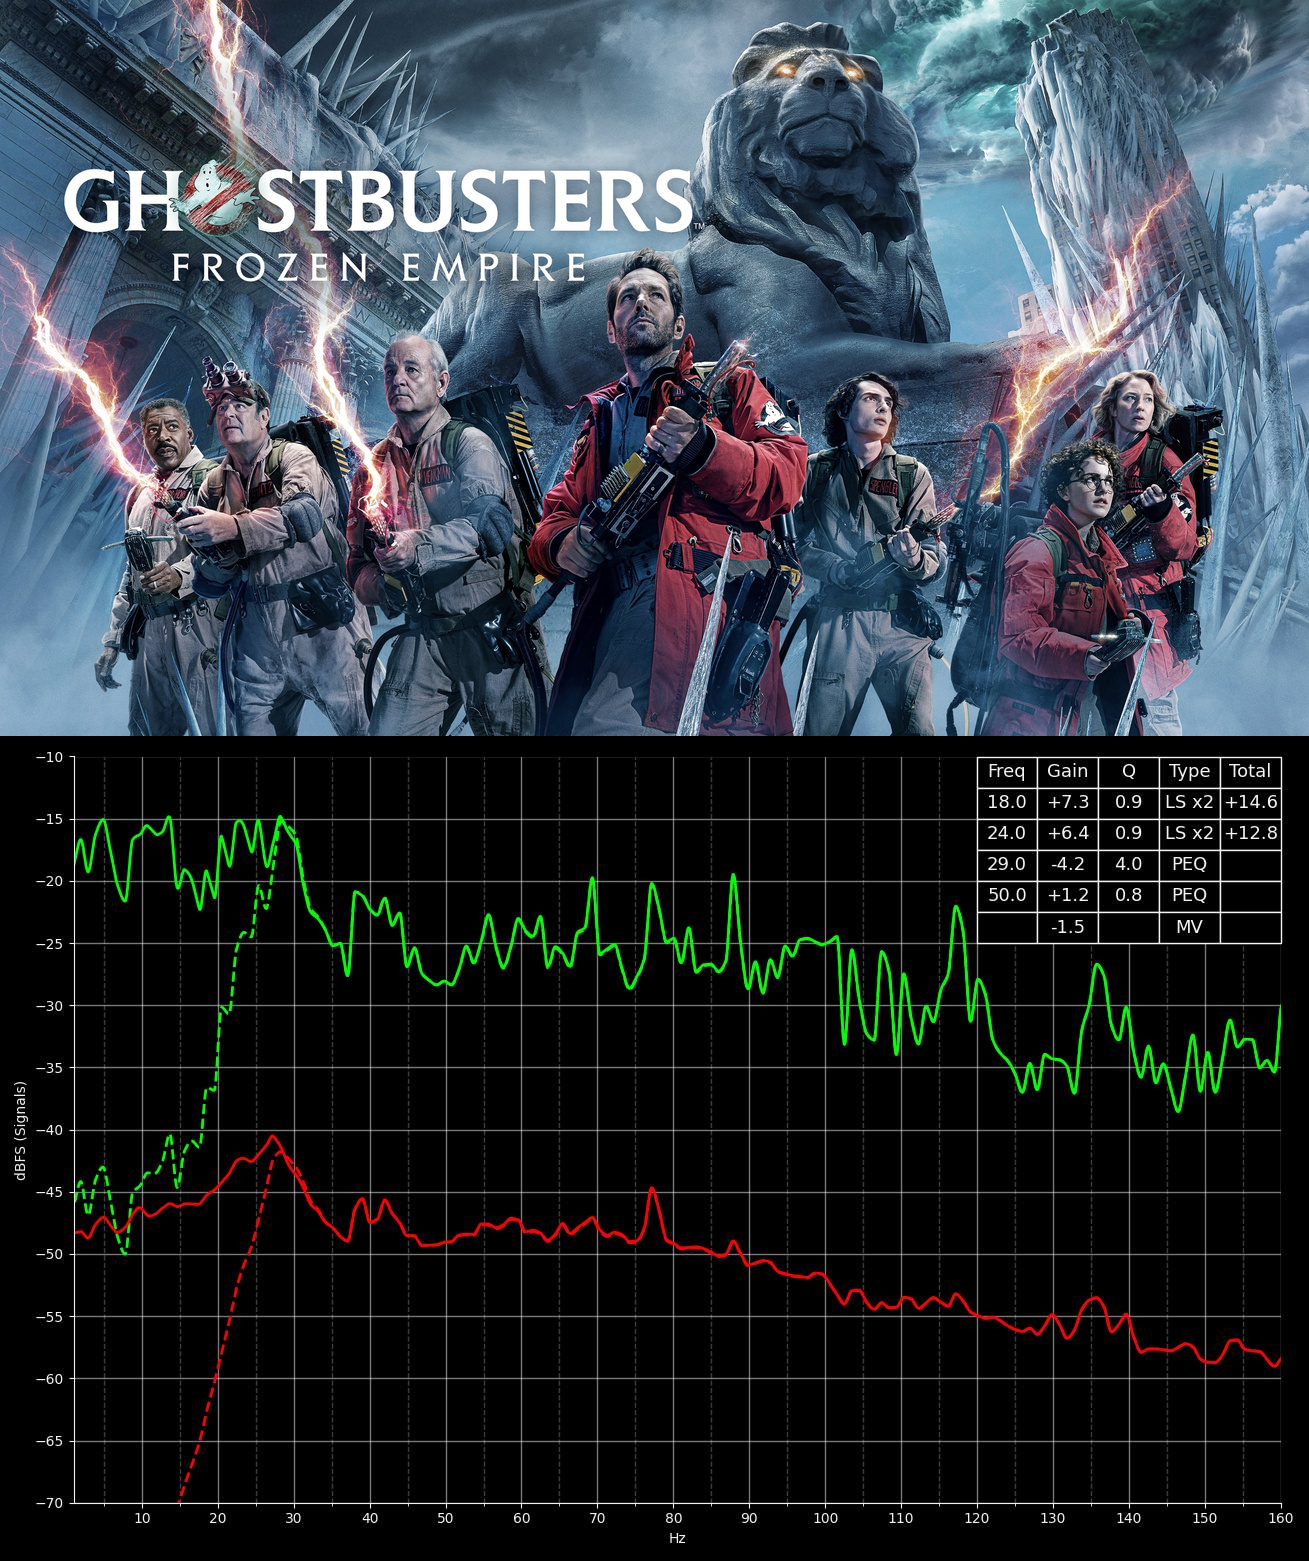 GHOSTBUSTERS™
FROZEN EMPIRE
Freq Gain Q Type Total
18.0 +7.3 0.9 LS x2 +14.6
24.0 +6.4 0.9 LS x2 +12.8
29.0 -4.2 4.0 PEQ
50.0 +1.2 0.8 PEQ
-1.5 MV
−10
−15
−20
−25
−30
−35
−40
−45
−50
−55
−60
−65
−70
dBFS (Signals)
10 20 30 40 50 60 70 80 90 100 110 120 130 140 150 160
Hz